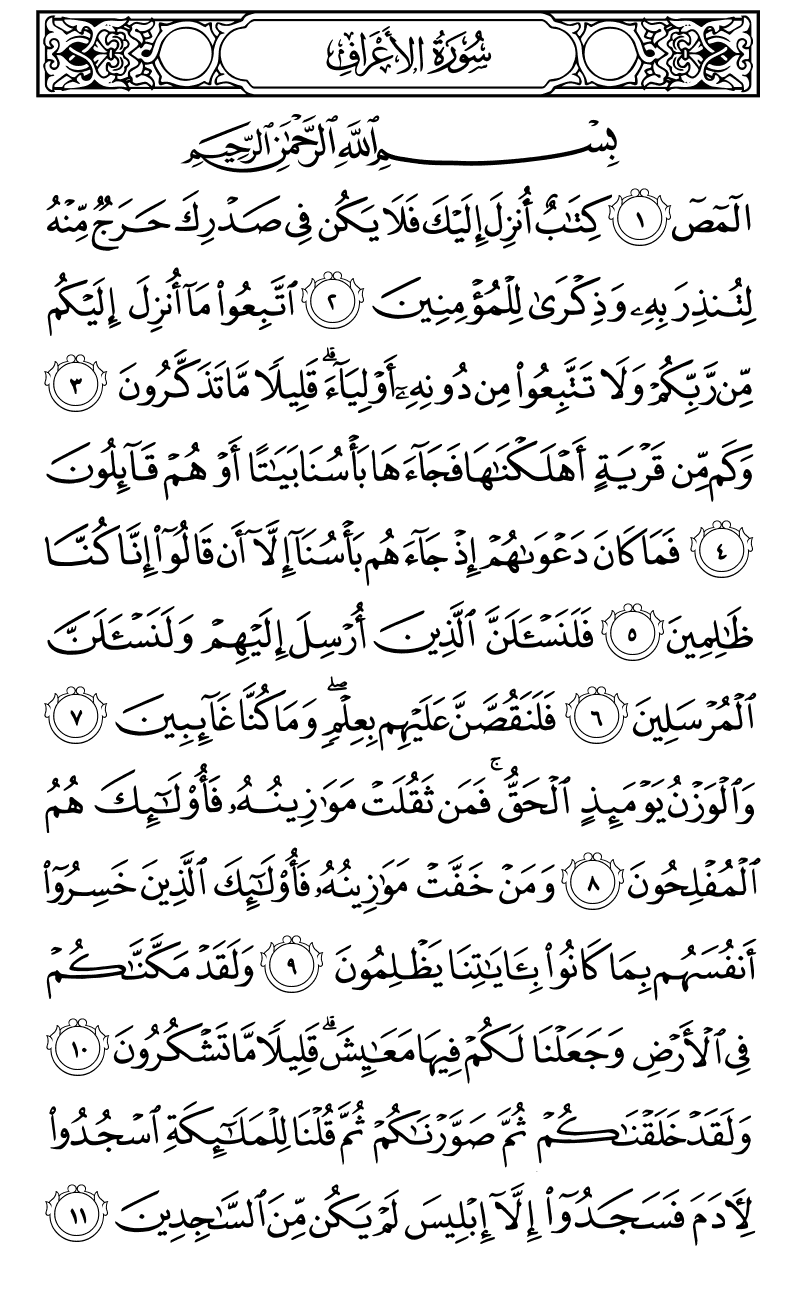 سُورَةُ الأَعْرَافِ
بِسْمِ ٱللَّهِ ٱلرَّحْمَٰنِ ٱلرَّحِيمِ
الٓمٓصٓ ١ كِتَٰبٌ أُنزِلَ إِلَيْكَ فَلَا يَكُن فِى صَدْرِكَ حَرَجٌ مِّنْهُ
لِتُنذِرَ بِهِۦ وَذِكْرَىٰ لِلْمُؤْمِنِينَ ٢ ٱتَّبِعُوا۟ مَآ أُنزِلَ إِلَيْكُم
مِّن رَّبِّكُمْ وَلَا تَتَّبِعُوا۟ مِن دُونِهِۦٓ أَوْلِيَآءَ ۗ قَلِيلًا مَّا تَذَكَّرُونَ ٣
وَكَم مِّن قَرْيَةٍ أَهْلَكْنَٰهَا فَجَآءَهَا بَأْسُنَا بَيَٰتًا أَوْ هُمْ قَآئِلُونَ
٤ فَمَا كَانَ دَعْوَىٰهُمْ إِذْ جَآءَهُم بَأْسُنَآ إِلَّآ أَن قَالُوٓا۟ إِنَّا كُنَّا
ظَٰلِمِينَ ٥ فَلَنَسْـَٔلَنَّ ٱلَّذِينَ أُرْسِلَ إِلَيْهِمْ وَلَنَسْـَٔلَنَّ
ٱلْمُرْسَلِينَ ٦ فَلَنَقُصَّنَّ عَلَيْهِم بِعِلْمٍ ۖ وَمَا كُنَّا غَآئِبِينَ ٧
وَٱلْوَزْنُ يَوْمَئِذٍ ٱلْحَقُّ ۚ فَمَن ثَقُلَتْ مَوَٰزِينُهُۥ فَأُو۟لَٰٓئِكَ هُمُ
ٱلْمُفْلِحُونَ ٨ وَمَنْ خَفَّتْ مَوَٰزِينُهُۥ فَأُو۟لَٰٓئِكَ ٱلَّذِينَ خَسِرُوٓا۟
أَنفُسَهُم بِمَا كَانُوا۟ بِـَٔايَٰتِنَا يَظْلِمُونَ ٩ وَلَقَدْ مَكَّنَّٰكُمْ
فِى ٱلْأَرْضِ وَجَعَلْنَا لَكُمْ فِيهَا مَعَٰيِشَ ۗ قَلِيلًا مَّا تَشْكُرُونَ ١٠
وَلَقَدْ خَلَقْنَٰكُمْ ثُمَّ صَوَّرْنَٰكُمْ ثُمَّ قُلْنَا لِلْمَلَٰٓئِكَةِ ٱسْجُدُوا۟
لِـَٔادَمَ فَسَجَدُوٓا۟ إِلَّآ إِبْلِيسَ لَمْ يَكُن مِّنَ ٱلسَّٰجِدِينَ ١١